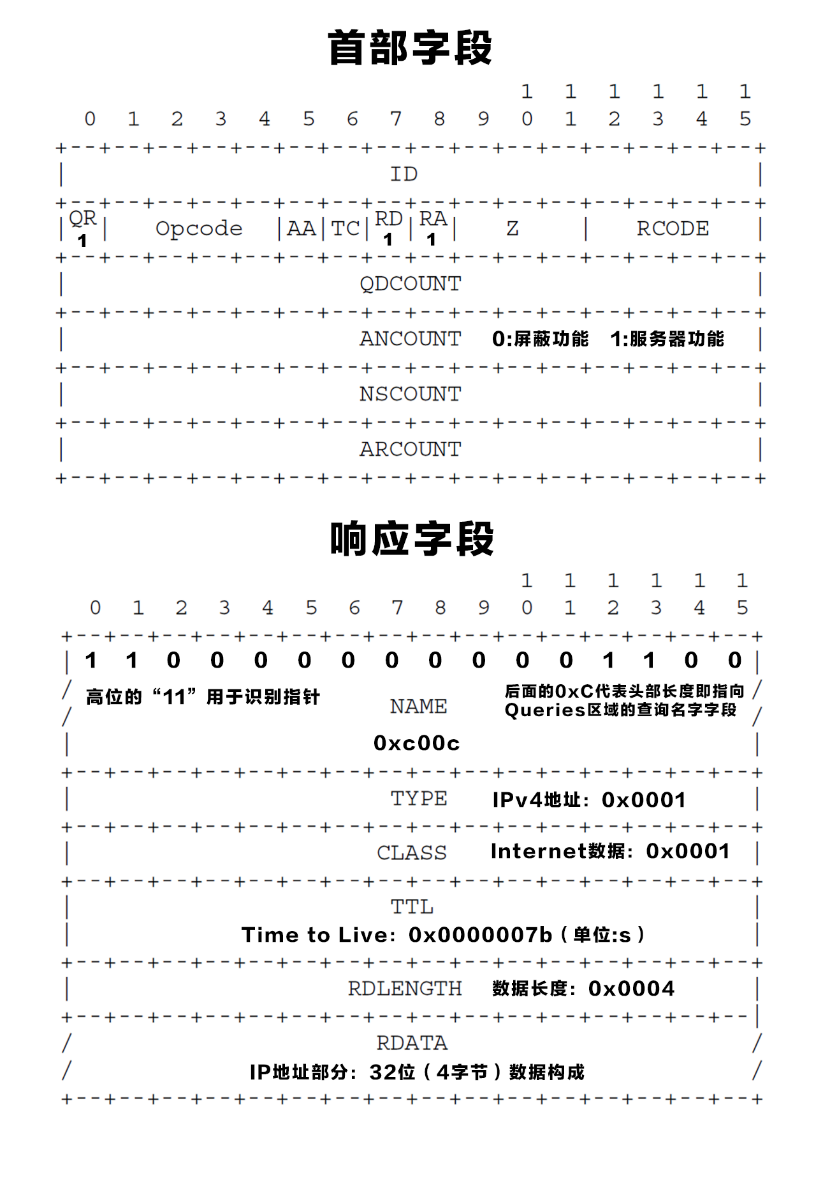 首部字段
1 1 1 1 1 1
0 1 2 3 4 5 6 7 8 9 0 1 2 3 4 5
+--+--+--+--+--+--+--+--+--+--+--+--+--+--+--+--+
| ID |
+--+--+--+--+--+--+--+--+--+--+--+--+--+--+--+--+
|QR| Opcode |AA|TC|RD|RA| Z | RCODE |
1 1 1
+--+--+--+--+--+--+--+--+--+--+--+--+--+--+--+--+
| QDCOUNT |
+--+--+--+--+--+--+--+--+--+--+--+--+--+--+--+--+
| ANCOUNT 0:屏蔽功能 1:服务器功能 |
+--+--+--+--+--+--+--+--+--+--+--+--+--+--+--+--+
| NSCOUNT |
+--+--+--+--+--+--+--+--+--+--+--+--+--+--+--+--+
| ARCOUNT |
+--+--+--+--+--+--+--+--+--+--+--+--+--+--+--+--+
响应字段
1 1 1 1 1 1
0 1 2 3 4 5 6 7 8 9 0 1 2 3 4 5
+--+--+--+--+--+--+--+--+--+--+--+--+--+--+--+--+
| 1 1 0 0 0 0 0 0 0 0 0 0 1 1 0 0 |
/ 高位的“11”用于识别指针 后面的0xC代表头部长度即指向 /
/ NAME Queries区域的查询名字字段 /
| 0xc00c |
+--+--+--+--+--+--+--+--+--+--+--+--+--+--+--+--+
| TYPE IPv4地址：0x0001 |
+--+--+--+--+--+--+--+--+--+--+--+--+--+--+--+--+
| CLASS Internet数据：0x0001 |
+--+--+--+--+--+--+--+--+--+--+--+--+--+--+--+--+
| TTL |
| Time to Live：0x0000007b（单位:s） |
+--+--+--+--+--+--+--+--+--+--+--+--+--+--+--+--+
| RDLENGTH 数据长度：0x0004 |
+--+--+--+--+--+--+--+--+--+--+--+--+--+--+--+--|
/ RDATA /
/ IP地址部分：32位（4字节）数据构成 /
+--+--+--+--+--+--+--+--+--+--+--+--+--+--+--+--+